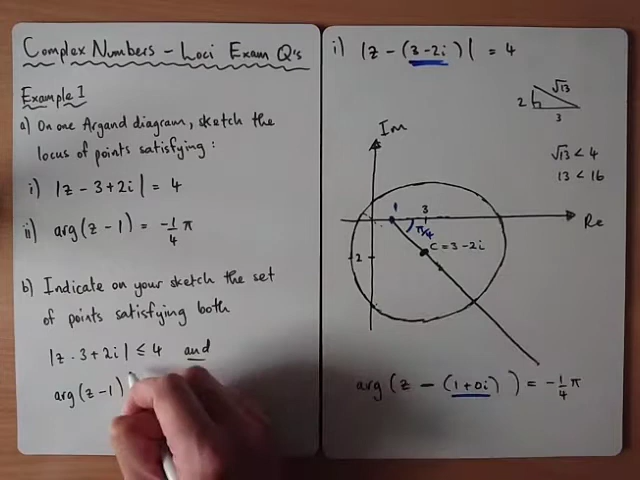 Complex Numbers - Loci Exam Q's
Example 1
a) On one Argand diagram, sketch the
locus of points satisfying:
i) |z - 3 + 2i| = 4
ii) arg(z - 1) = -1/4 π
b) Indicate on your sketch the set
of points satisfying both
|z - 3 + 2i| ≤ 4 and
arg(z - 1)
i) |z - (3 - 2i)| = 4
√13
2
3
√13 < 4
13 < 16
Im
1
3
Re
π/4
C = 3 - 2i
2
arg(z - (1 + 0i)) = -1/4 π